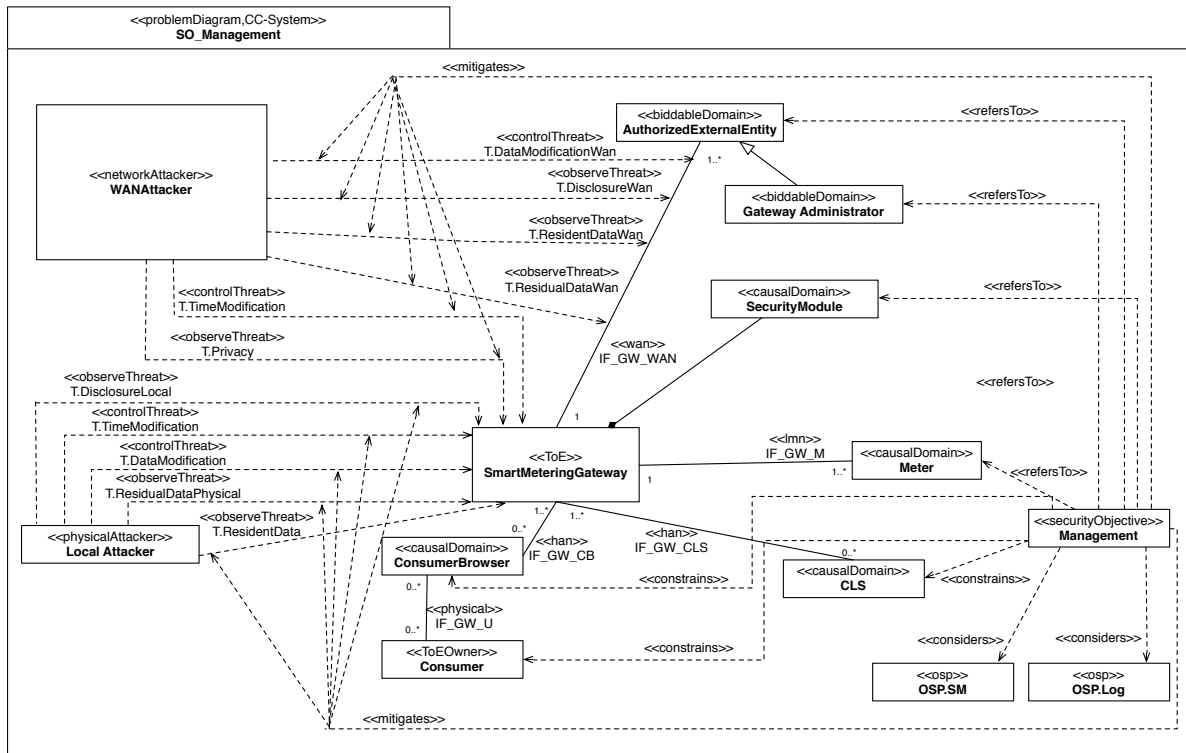 <<problemDiagram,CC-System>>
SO_Management
<<mitigates>>
<<networkAttacker>>
WANAttacker
<<controlThreat>>
T.DataModificationWan
<<observeThreat>>
T.DisclosureWan
<<observeThreat>>
T.ResidentDataWan
<<observeThreat>>
T.ResidualDataWan
<<biddableDomain>>
AuthorizedExternalEntity
1..*
<<refersTo>>
<<biddableDomain>>
Gateway Administrator
<<refersTo>>
<<causalDomain>>
SecurityModule
<<refersTo>>
<<controlThreat>>
T.TimeModification
<<observeThreat>>
T.Privacy
<<wan>>
IF_GW_WAN
<<observeThreat>>
T.DisclosureLocal
<<controlThreat>>
T.TimeModification
<<controlThreat>>
T.DataModification
<<observeThreat>>
T.ResidualDataPhysical
<<observeThreat>>
T.ResidentData
<<physicalAttacker>>
Local Attacker
1
<<ToE>>
SmartMeteringGateway
1
<<lmn>>
IF_GW_M
1..*
<<causalDomain>>
Meter
<<refersTo>>
<<refersTo>>
1..*
1..*
0..*
<<han>>
IF_GW_CB
<<han>>
IF_GW_CLS
0..*
<<causalDomain>>
ConsumerBrowser
<<causalDomain>>
CLS
<<securityObjective>>
Management
<<constrains>>
<<constrains>>
0..*
<<physical>>
IF_GW_U
0..*
<<ToEOwner>>
Consumer
<<constrains>>
<<considers>>
<<considers>>
<<osp>>
OSP.SM
<<osp>>
OSP.Log
<<mitigates>>